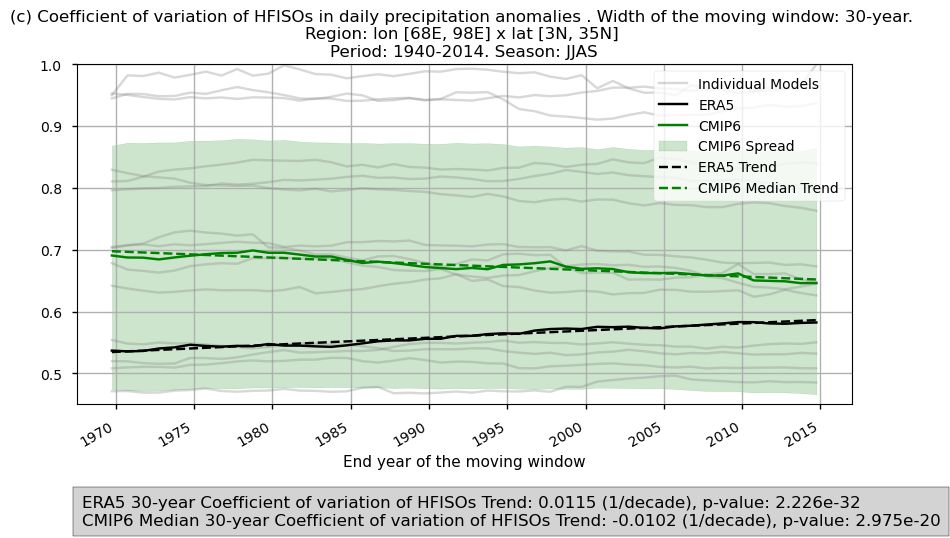 (c) Coefficient of variation of HFISOs in daily precipitation anomalies . Width of the moving window: 30-year.
Region: lon [68E, 98E] x lat [3N, 35N]
Period: 1940-2014. Season: JJAS
1.0
0.9
0.8
0.7
0.6
0.5
Individual Models
ERA5
CMIP6
CMIP6 Spread
ERA5 Trend
CMIP6 Median Trend
1970
1975
1980
1985
1990
1995
2000
2005
2010
2015
End year of the moving window
ERA5 30-year Coefficient of variation of HFISOs Trend: 0.0115 (1/decade), p-value: 2.226e-32
CMIP6 Median 30-year Coefficient of variation of HFISOs Trend: -0.0102 (1/decade), p-value: 2.975e-20